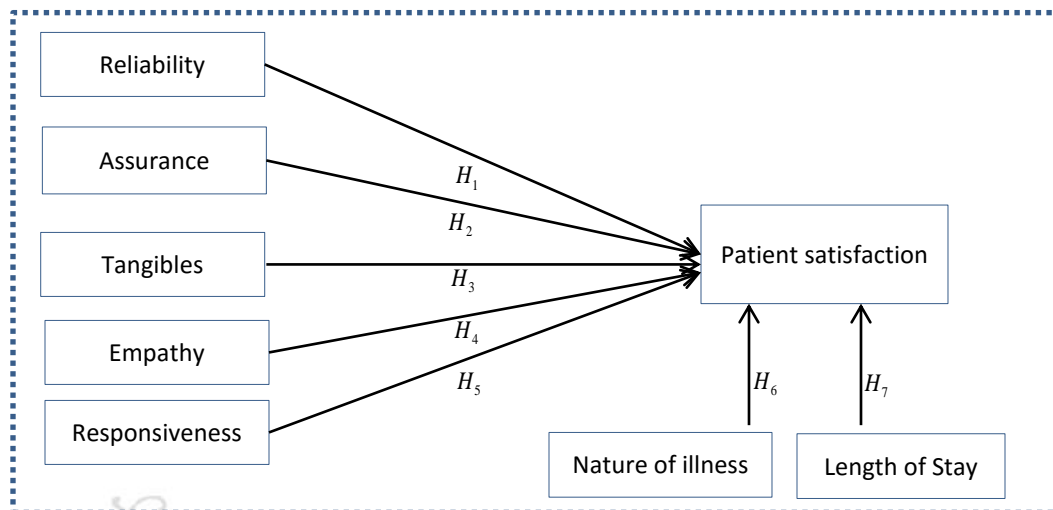 Reliability
Assurance
H₁
H₂
Tangibles
H₃
Patient satisfaction
Empathy
H₄
H₅
Responsiveness
H₆
H₇
Nature of illness
Length of Stay